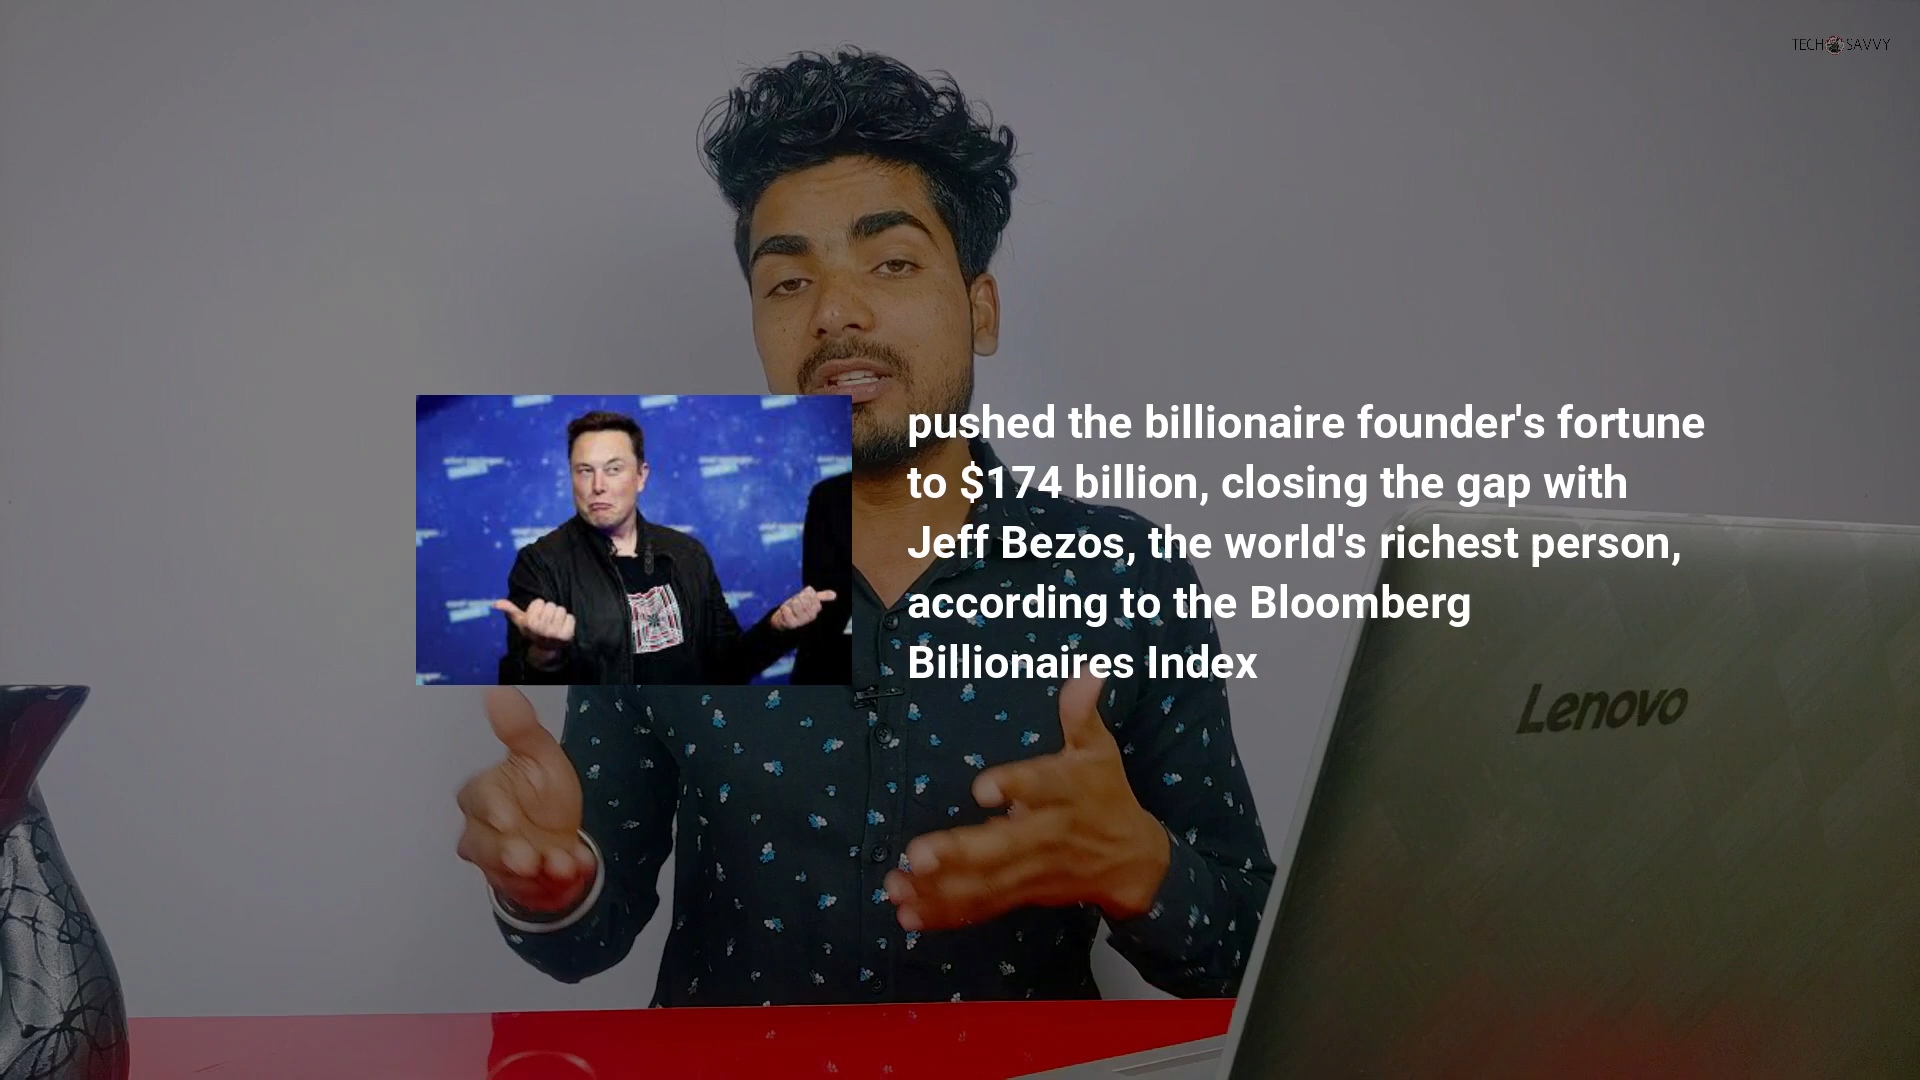 TECH SAVVY
pushed the billionaire founder's fortune
to $174 billion, closing the gap with
Jeff Bezos, the world's richest person,
according to the Bloomberg
Billionaires Index
Lenovo